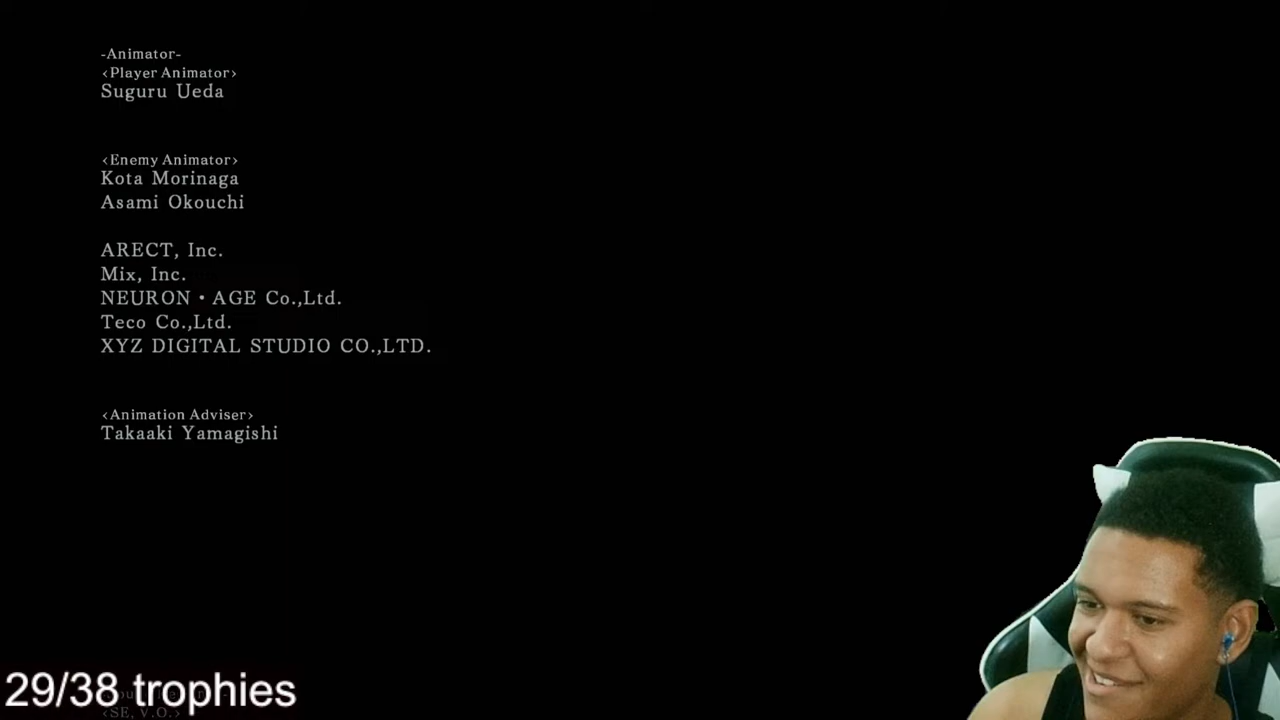 -Animator-
<Player Animator>
Suguru Ueda
<Enemy Animator>
Kota Morinaga
Asami Okouchi
ARECT, Inc.
Mix, Inc.
NEURON・AGE Co.,Ltd.
Teco Co.,Ltd.
XYZ DIGITAL STUDIO CO.,LTD.
<Animation Adviser>
Takaaki Yamagishi
29/38 trophies
<SE, V.O.>